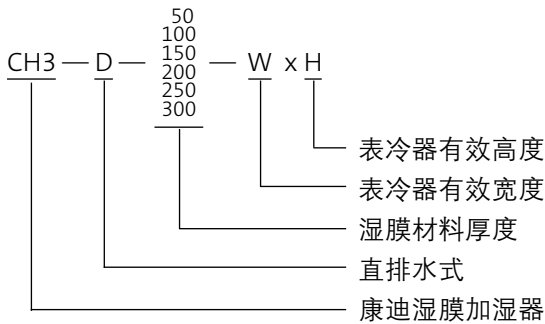 50
100
150
200
250
300
CH3 — D — — W x H
表冷器有效高度
表冷器有效宽度
湿膜材料厚度
直排水式
康迪湿膜加湿器